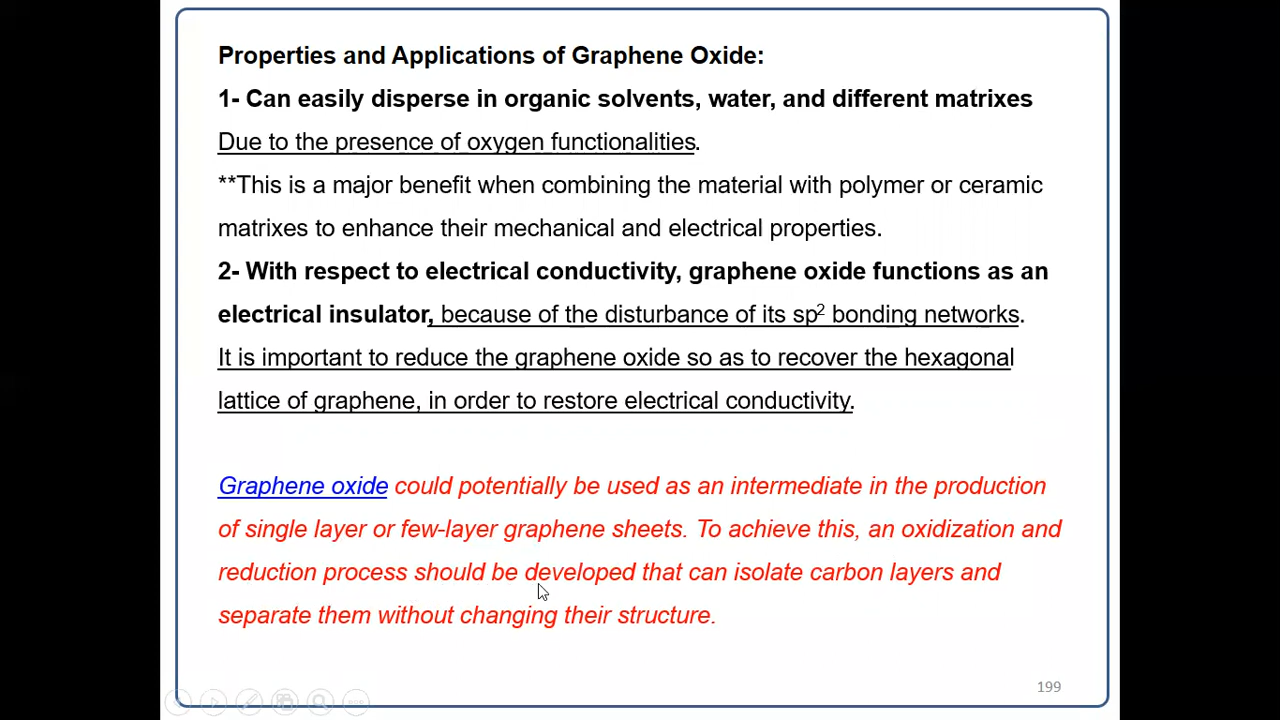 Properties and Applications of Graphene Oxide:
1- Can easily disperse in organic solvents, water, and different matrixes
Due to the presence of oxygen functionalities.
**This is a major benefit when combining the material with polymer or ceramic
matrixes to enhance their mechanical and electrical properties.
2- With respect to electrical conductivity, graphene oxide functions as an
electrical insulator, because of the disturbance of its sp² bonding networks.
It is important to reduce the graphene oxide so as to recover the hexagonal
lattice of graphene, in order to restore electrical conductivity.
Graphene oxide could potentially be used as an intermediate in the production
of single layer or few-layer graphene sheets. To achieve this, an oxidization and
reduction process should be developed that can isolate carbon layers and
separate them without changing their structure.
199